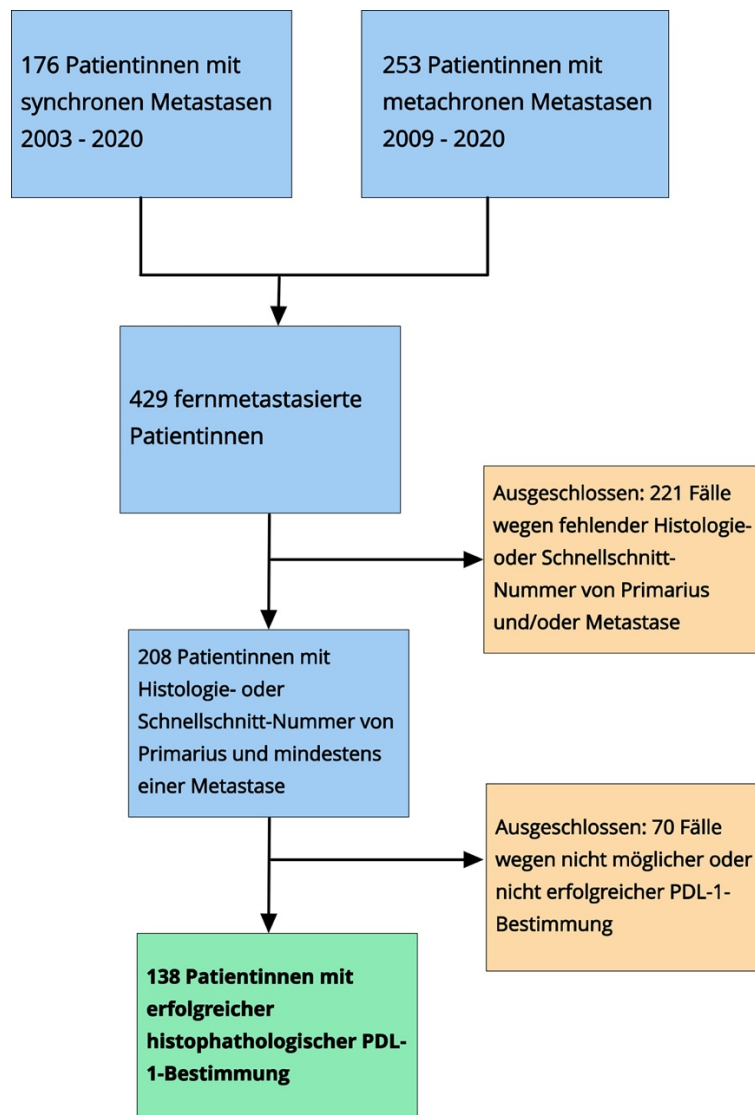 176 Patientinnen mit
synchronen Metastasen
2003 - 2020
253 Patientinnen mit
metachronen Metastasen
2009 - 2020
429 fernmetastasierte
Patientinnen
Ausgeschlossen: 221 Fälle
wegen fehlender Histologie-
oder Schnellschnitt-
Nummer von Primarius
und/oder Metastase
208 Patientinnen mit
Histologie- oder
Schnellschnitt-Nummer von
Primarius und mindestens
einer Metastase
Ausgeschlossen: 70 Fälle
wegen nicht möglicher oder
nicht erfolgreicher PDL-1-
Bestimmung
138 Patientinnen mit
erfolgreicher
histophathologischer PDL-
1-Bestimmung